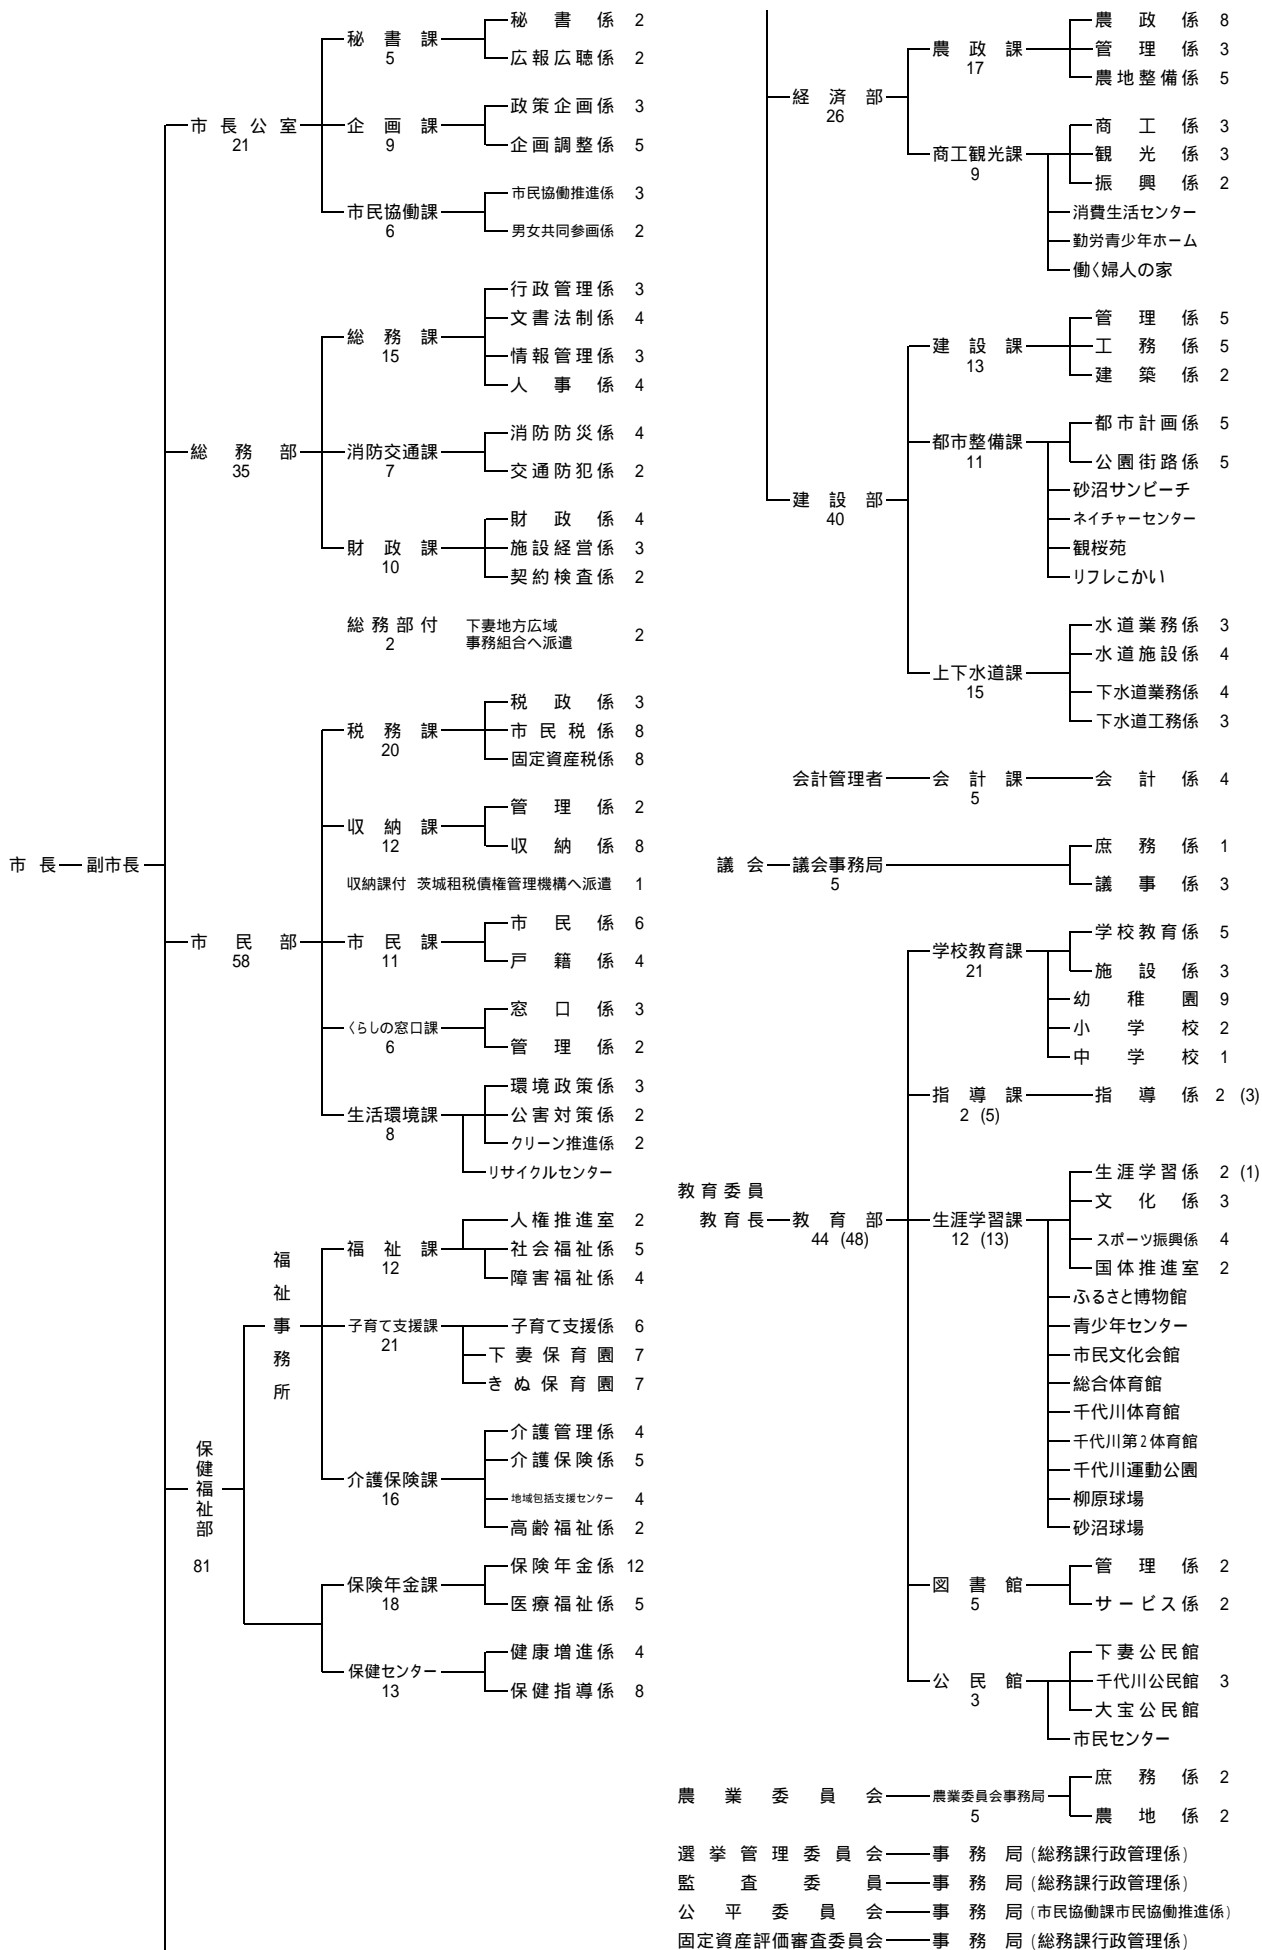 市長 副市長
市長公室
21
秘書課
5
秘書係 2
広報広聴係 2
企画課
9
政策企画係 3
企画調整係 5
市民協働課
6
市民協働推進係 3
男女共同参画係 2
総務部
35
総務課
15
行政管理係 3
文書法制係 4
情報管理係 3
人事係 4
消防交通課
7
消防防災係 4
交通防犯係 2
財政課
10
財政係 4
施設経営係 3
契約検査係 2
総務部付
2
下妻地方広域
事務組合へ派遣 2
市民部
58
税務課
20
税政係 3
市民税係 8
固定資産税係 8
収納課
12
管理係 2
収納係 8
収納課付 茨城租税債権管理機構へ派遣 1
市民課
11
市民係 6
戸籍係 4
くらしの窓口課
6
窓口係 3
管理係 2
生活環境課
8
環境政策係 3
公害対策係 2
クリーン推進係 2
リサイクルセンター
保健福祉部
81
福祉事務所
福祉課
12
人権推進室 2
社会福祉係 5
障害福祉係 4
子育て支援課
21
子育て支援係 6
下妻保育園 7
きぬ保育園 7
介護保険課
16
介護管理係 4
介護保険係 5
地域包括支援センター 4
高齢福祉係 2
保険年金課
18
保険年金係 12
医療福祉係 5
保健センター
13
健康増進係 4
保健指導係 8
経済部
26
農政課
17
農政係 8
管理係 3
農地整備係 5
商工観光課
9
商工係 3
観光係 3
振興係 2
消費生活センター
勤労青少年ホーム
働く婦人の家
建設部
40
建設課
13
管理係 5
工務係 5
建築係 2
都市整備課
11
都市計画係 5
公園街路係 5
砂沼サンビーチ
ネイチャーセンター
観桜苑
リフレこかい
上下水道課
15
水道業務係 3
水道施設係 4
下水道業務係 4
下水道工務係 3
会計管理者 会計課
5
会計係 4
議会 議会事務局
5
庶務係 1
議事係 3
教育委員
教育長 教育部
44 (48)
学校教育課
21
学校教育係 5
施設係 3
幼稚園 9
小学校 2
中学校 1
指導課
2 (5)
指導係 2 (3)
生涯学習課
12 (13)
生涯学習係 2 (1)
文化係 3
スポーツ振興係 4
国体推進室 2
ふるさと博物館
青少年センター
市民文化会館
総合体育館
千代川体育館
千代川第2体育館
千代川運動公園
柳原球場
砂沼球場
図書館
5
管理係 2
サービス係 2
公民館
3
下妻公民館
千代川公民館 3
大宝公民館
市民センター
農業委員会 農業委員会事務局
5
庶務係 2
農地係 2
選挙管理委員会 事務局(総務課行政管理係)
監査委員 事務局(総務課行政管理係)
公平委員会 事務局(市民協働課市民協働推進係)
固定資産評価審査委員会 事務局(総務課行政管理係)